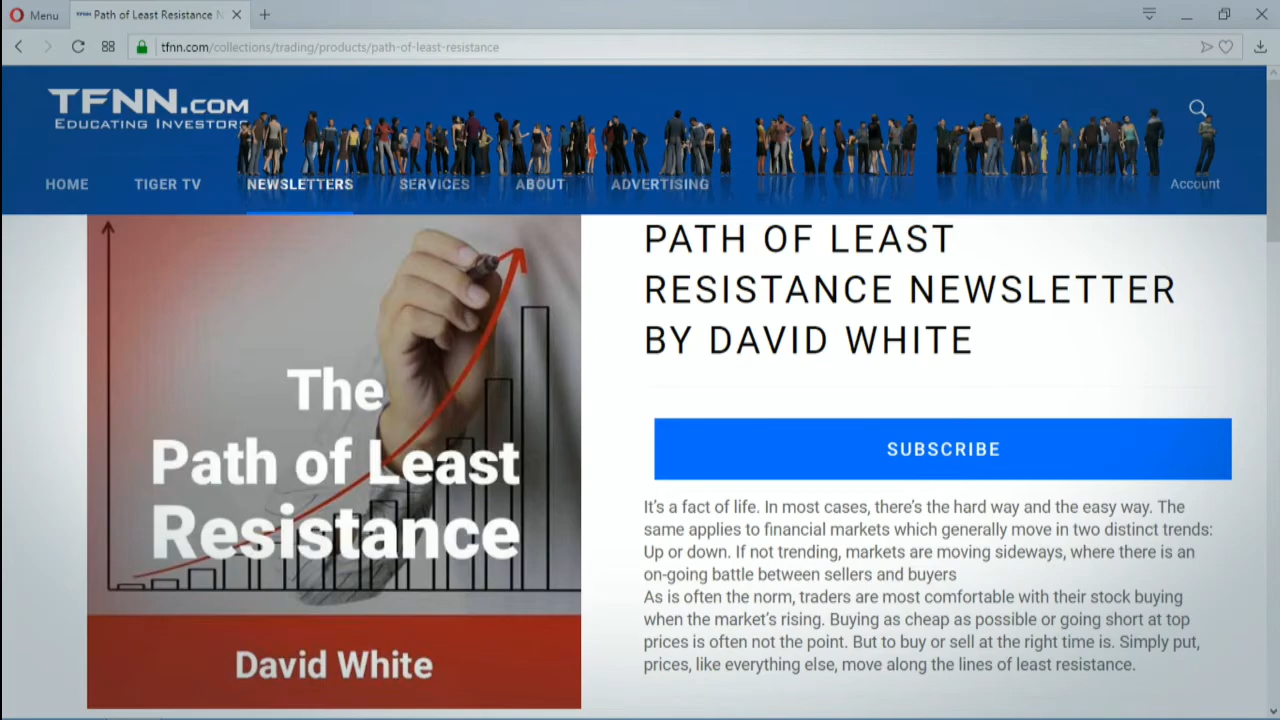 Menu
Path of Least Resistance N
tfnn.com/collections/trading/products/path-of-least-resistance
TFNN.COM
EDUCATING INVESTORS
HOME
TIGER TV
NEWSLETTERS
SERVICES
ABOUT
ADVERTISING
Account
The
Path of Least
Resistance
David White
PATH OF LEAST
RESISTANCE NEWSLETTER
BY DAVID WHITE
SUBSCRIBE
It's a fact of life. In most cases, there's the hard way and the easy way. The
same applies to financial markets which generally move in two distinct trends:
Up or down. If not trending, markets are moving sideways, where there is an
on-going battle between sellers and buyers
As is often the norm, traders are most comfortable with their stock buying
when the market's rising. Buying as cheap as possible or going short at top
prices is often not the point. But to buy or sell at the right time is. Simply put,
prices, like everything else, move along the lines of least resistance.